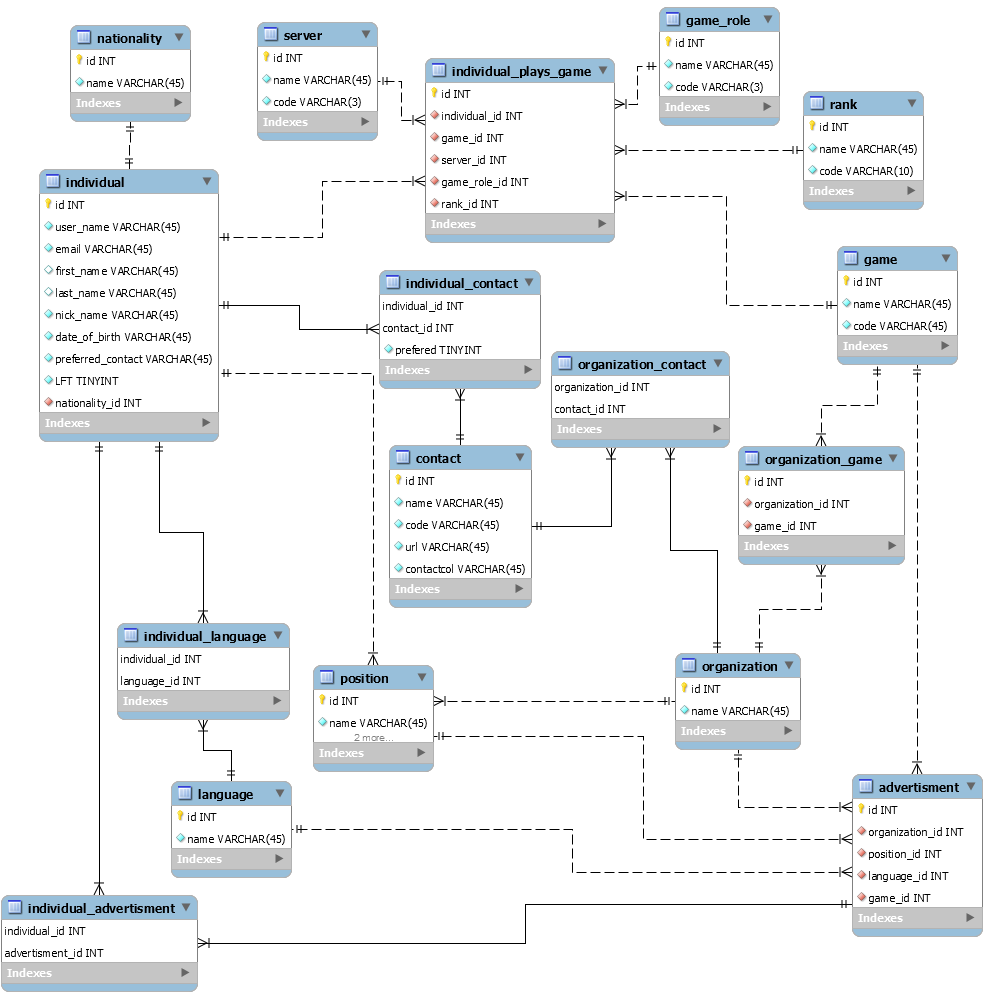 nationality
id INT
name VARCHAR(45)
Indexes
server
id INT
name VARCHAR(45)
code VARCHAR(3)
Indexes
individual_plays_game
id INT
individual_id INT
game_id INT
server_id INT
game_role_id INT
rank_id INT
Indexes
game_role
id INT
name VARCHAR(45)
code VARCHAR(3)
Indexes
rank
id INT
name VARCHAR(45)
code VARCHAR(10)
Indexes
individual
id INT
user_name VARCHAR(45)
email VARCHAR(45)
first_name VARCHAR(45)
last_name VARCHAR(45)
nick_name VARCHAR(45)
date_of_birth VARCHAR(45)
preferred_contact VARCHAR(45)
LFT TINYINT
nationality_id INT
Indexes
individual_contact
individual_id INT
contact_id INT
prefered TINYINT
Indexes
game
id INT
name VARCHAR(45)
code VARCHAR(45)
Indexes
organization_contact
organization_id INT
contact_id INT
Indexes
contact
id INT
name VARCHAR(45)
code VARCHAR(45)
url VARCHAR(45)
contactcol VARCHAR(45)
Indexes
organization_game
id INT
organization_id INT
game_id INT
Indexes
individual_language
individual_id INT
language_id INT
Indexes
position
id INT
name VARCHAR(45)
2 more...
Indexes
organization
id INT
name VARCHAR(45)
Indexes
language
id INT
name VARCHAR(45)
Indexes
advertisment
id INT
organization_id INT
position_id INT
language_id INT
game_id INT
Indexes
individual_advertisment
individual_id INT
advertisment_id INT
Indexes